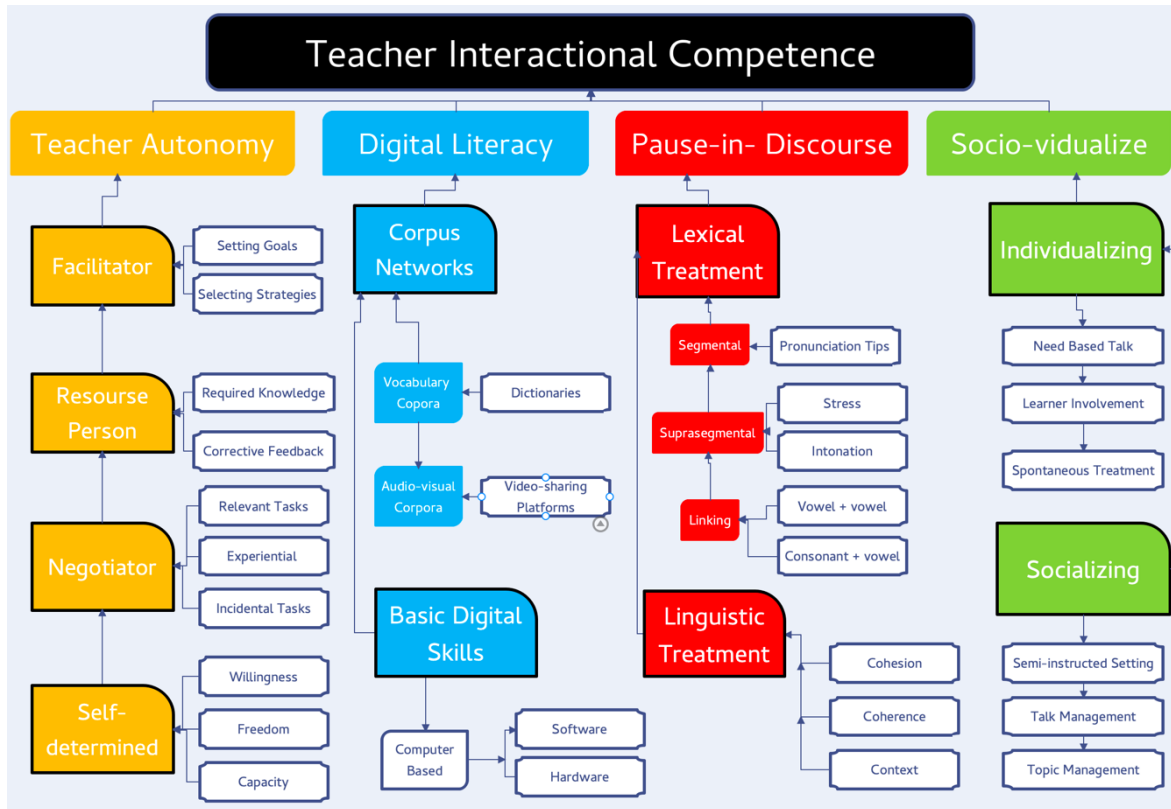 Teacher Interactional Competence
Teacher Autonomy
Facilitator
Setting Goals
Selecting Strategies
Resourse
Person
Required Knowledge
Corrective Feedback
Negotiator
Relevant Tasks
Experiential
Incidental Tasks
Self-
determined
Willingness
Freedom
Capacity
Digital Literacy
Corpus
Networks
Vocabulary
Copora
Dictionaries
Audio-visual
Corpora
Video-sharing
Platforms
Basic Digital
Skills
Computer
Based
Software
Hardware
Pause-in- Discourse
Lexical
Treatment
Segmental
Pronunciation Tips
Suprasegmental
Stress
Intonation
Linking
Vowel + vowel
Consonant + vowel
Linguistic
Treatment
Cohesion
Coherence
Context
Socio-vidualize
Individualizing
Need Based Talk
Learner Involvement
Spontaneous Treatment
Socializing
Semi-instructed Setting
Talk Management
Topic Management